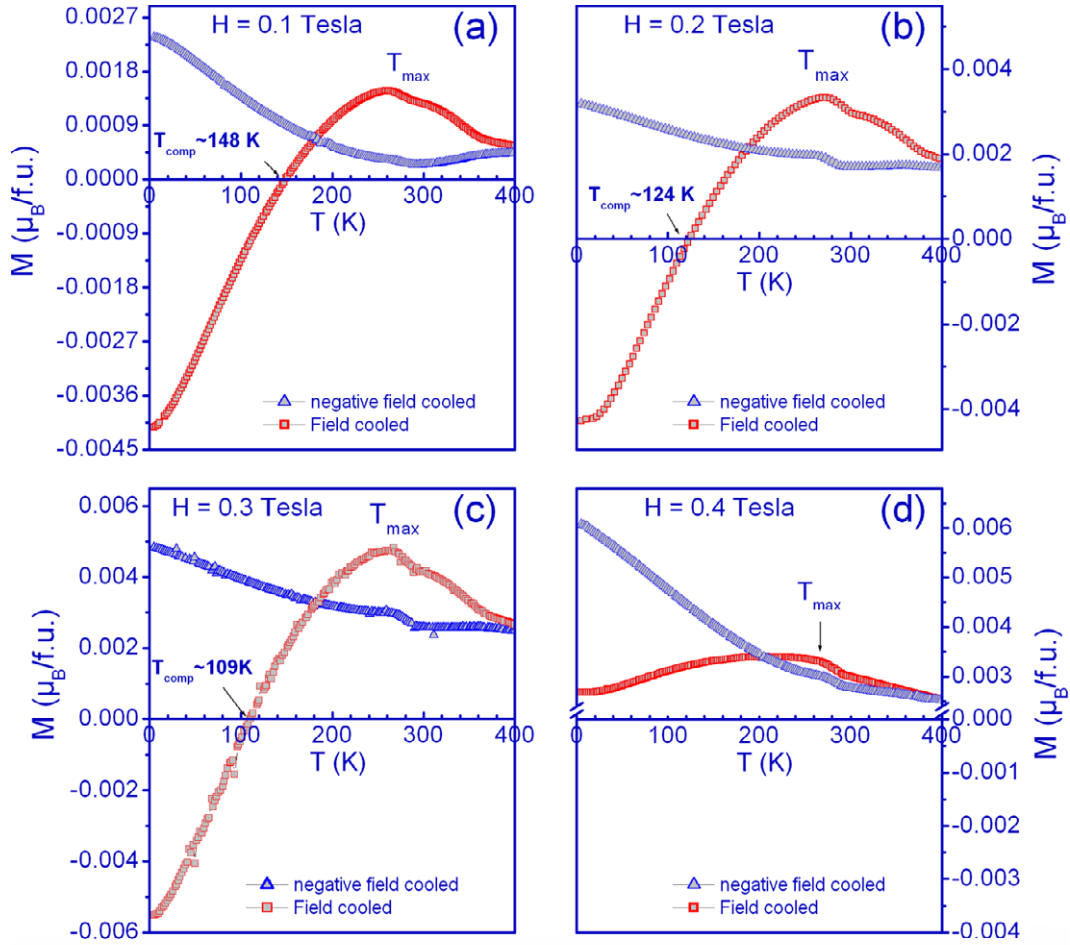 H = 0.1 Tesla
(a)
T_max
T_comp~148 K
0.0027
0.0018
0.0009
0.0000
-0.0009
-0.0018
-0.0027
-0.0036
-0.0045
M (μ_B/f.u.)
0 100 200 300 400
T (K)
negative field cooled
Field cooled
H = 0.2 Tesla
(b)
T_max
T_comp~124 K
0.004
0.002
0.000
-0.002
-0.004
M (μ_B/f.u.)
0 100 200 300 400
T (K)
negative field cooled
Field cooled
H = 0.3 Tesla
(c)
T_max
T_comp~109K
0.006
0.004
0.002
0.000
-0.002
-0.004
-0.006
M (μ_B/f.u.)
0 100 200 300 400
T (K)
negative field cooled
Field cooled
H = 0.4 Tesla
(d)
T_max
0.006
0.005
0.004
0.003
0.000
-0.001
-0.002
-0.003
-0.004
M (μ_B/f.u.)
0 100 200 300 400
T (K)
negative field cooled
Field cooled